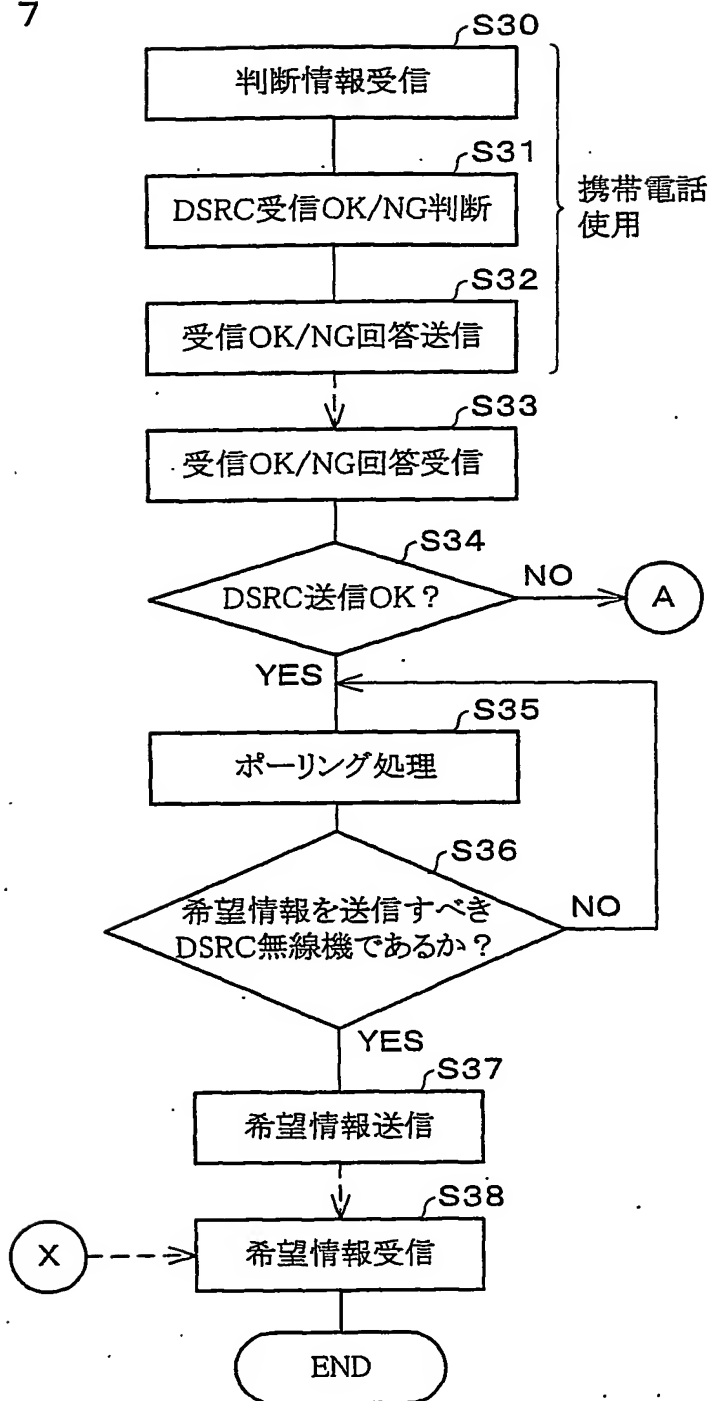 7
S30
判断情報受信
S31
DSRC受信OK/NG判断
携帯電話
使用
S32
受信OK/NG回答送信
S33
受信OK/NG回答受信
S34
DSRC送信OK?
NO
A
YES
S35
ポーリング処理
S36
希望情報を送信すべき
DSRC無線機であるか?
NO
YES
S37
希望情報送信
S38
X
希望情報受信
END